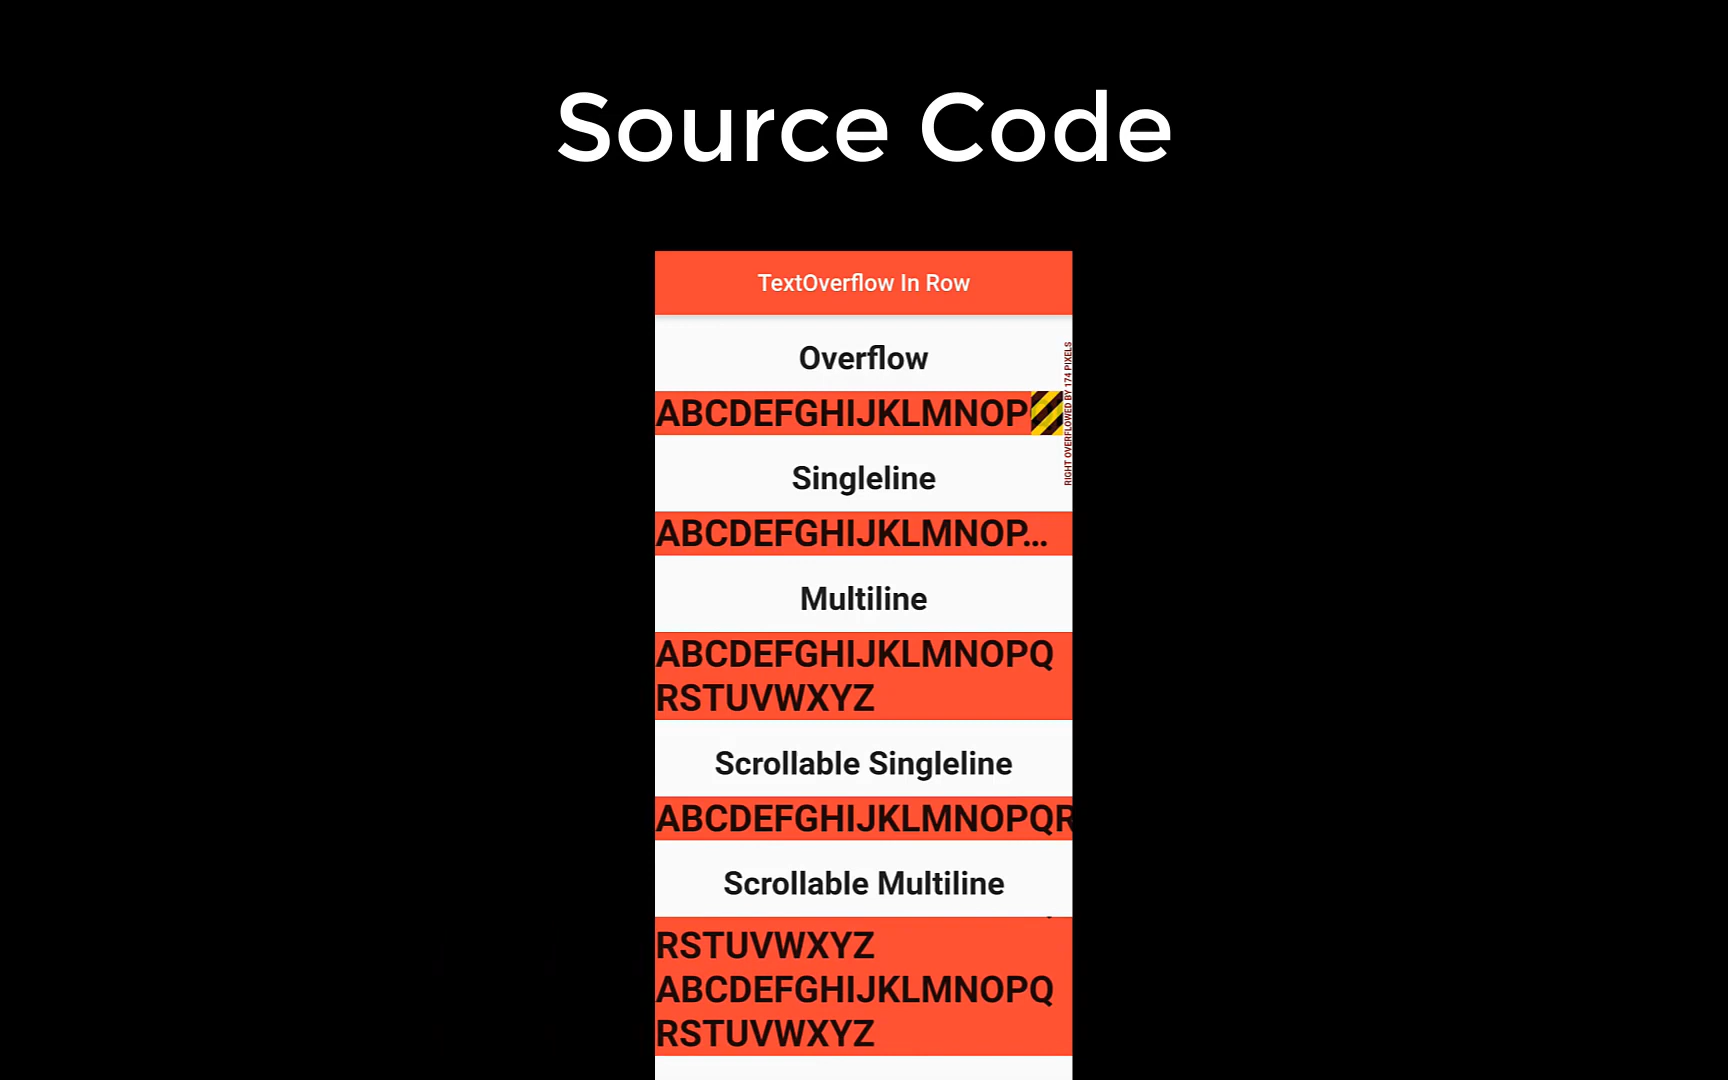 Source Code
TextOverflow In Row
Overflow
RIGHT OVERFLOWED BY 174 PIXELS
ABCDEFGHIJKLMNOP
Singleline
ABCDEFGHIJKLMNOP...
Multiline
ABCDEFGHIJKLMNOPQ
RSTUVWXYZ
Scrollable Singleline
ABCDEFGHIJKLMNOPQR
Scrollable Multiline
RSTUVWXYZ
ABCDEFGHIJKLMNOPQ
RSTUVWXYZ